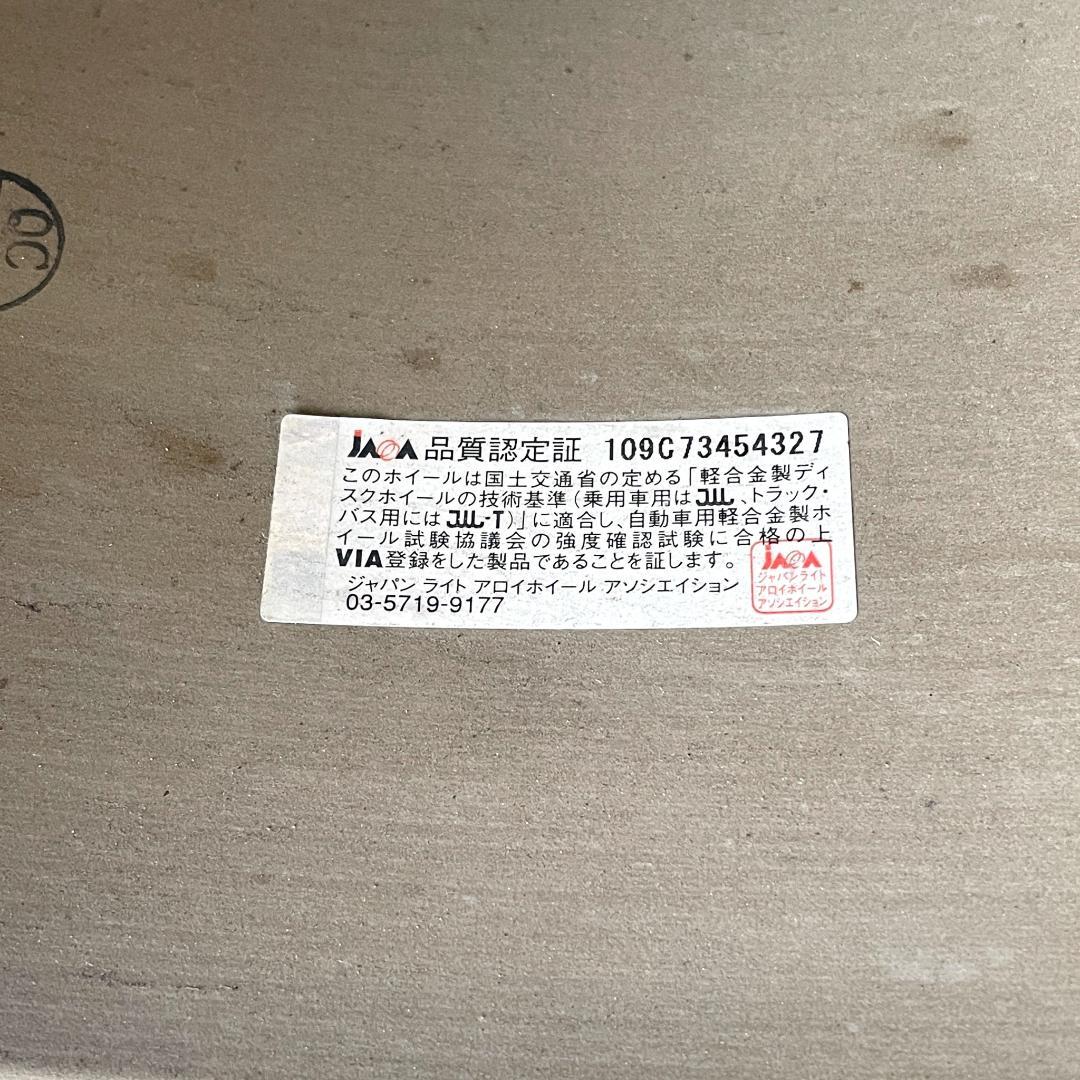 QC
JAWA 品質認定証 109C73454327
このホイールは国土交通省の定める「軽合金製ディ
スクホイールの技術基準(乗用車用はJWL、トラック・
バス用にはJWL-T)」に適合し、自動車用軽合金製ホ
イール試験協議会の強度確認試験に合格の上
VIA登録をした製品であることを証します。
ジャパン ライト アロイホイール アソシエイション
03-5719-9177
JAWA
ジャパンライト
アロイホイール
アソシエイション